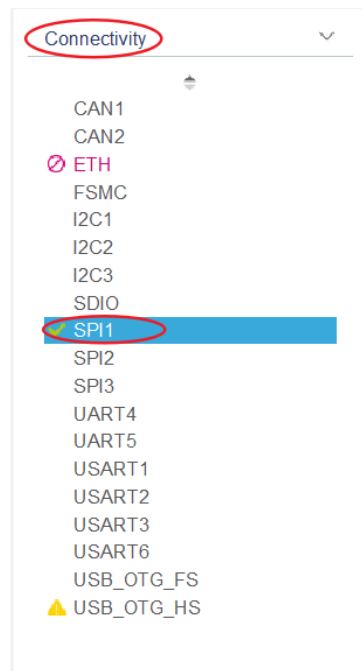 Connectivity
CAN1
CAN2
ETH
FSMC
I2C1
I2C2
I2C3
SDIO
SPI1
SPI2
SPI3
UART4
UART5
USART1
USART2
USART3
USART6
USB_OTG_FS
USB_OTG_HS